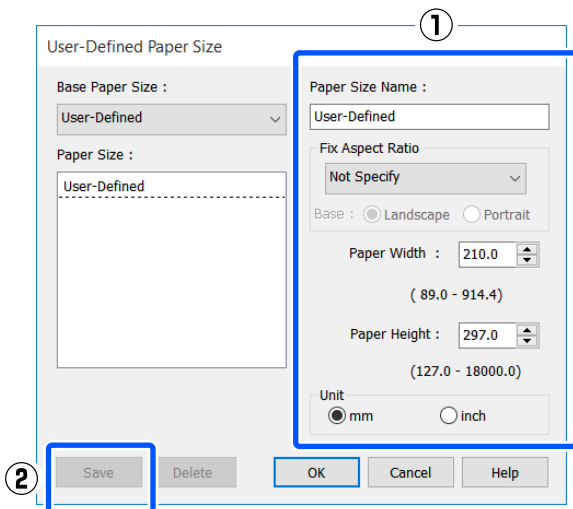 ①
User-Defined Paper Size
Base Paper Size :
User-Defined
Paper Size :
User-Defined
Paper Size Name :
User-Defined
Fix Aspect Ratio
Not Specify
Base : Landscape Portrait
Paper Width : 210.0
( 89.0 - 914.4)
Paper Height : 297.0
(127.0 - 18000.0)
Unit
mm inch
②
Save Delete OK Cancel Help